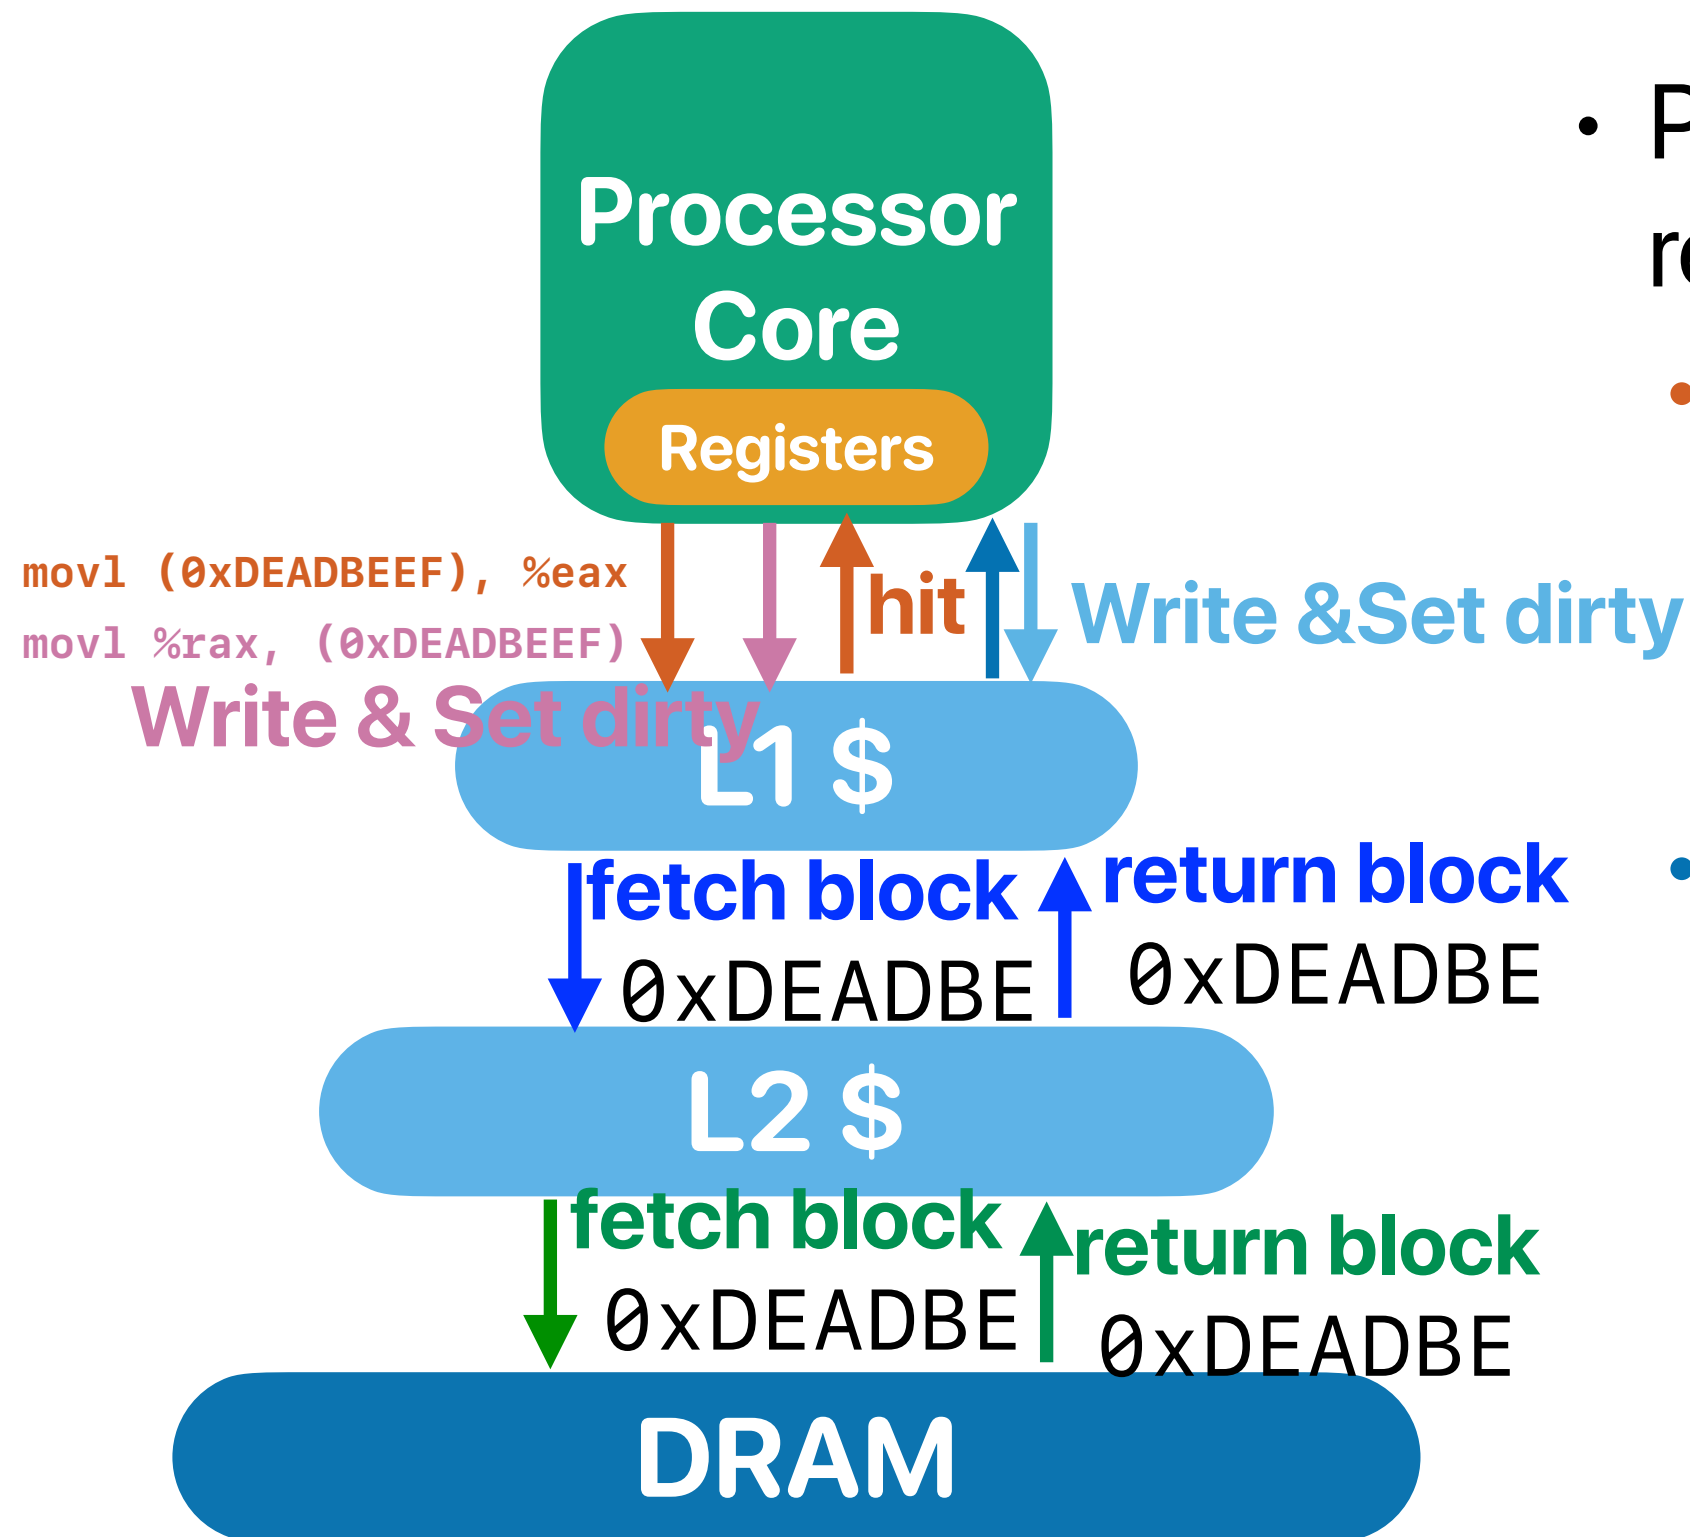 Processor
Core
Registers
movl (0xDEADBEEF), %eax
movl %rax, (0xDEADBEEF)
hit
Write &Set dirty
Write & Set dirty
L1 $
fetch block
0xDEADBE
return block
0xDEADBE
L2 $
fetch block
0xDEADBE
return block
0xDEADBE
DRAM